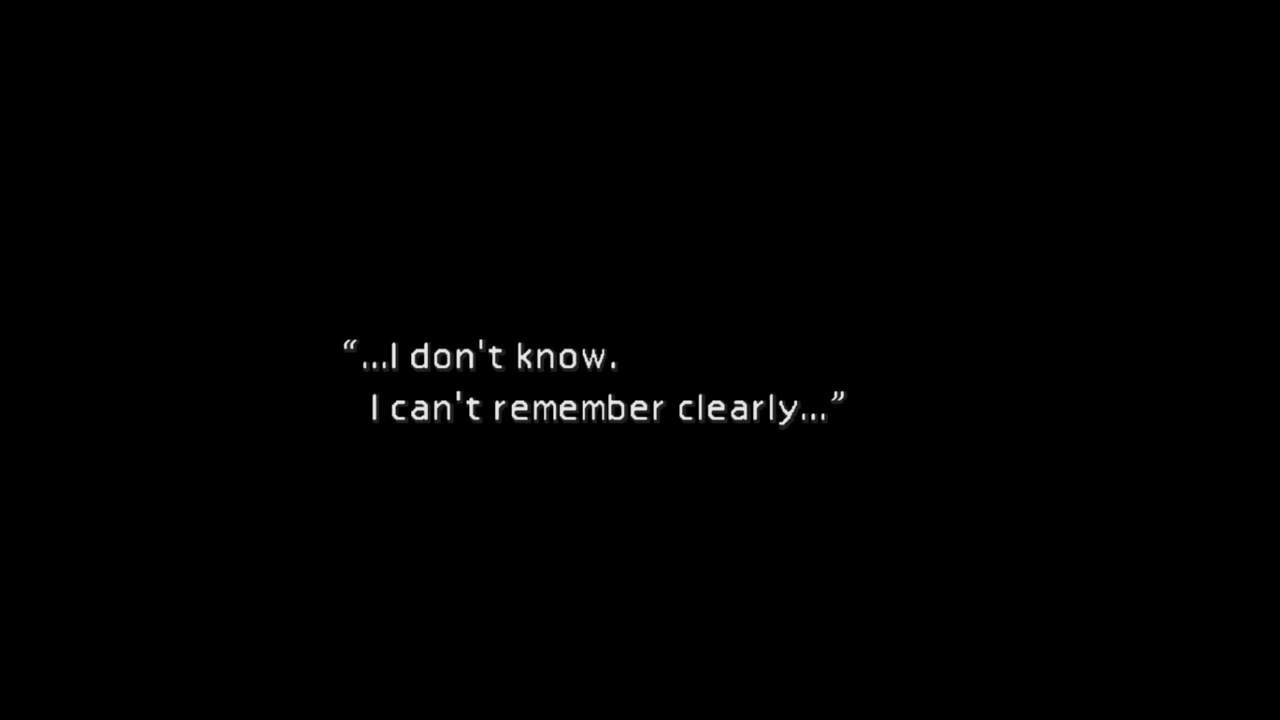 “...I don't know.
I can't remember clearly...”